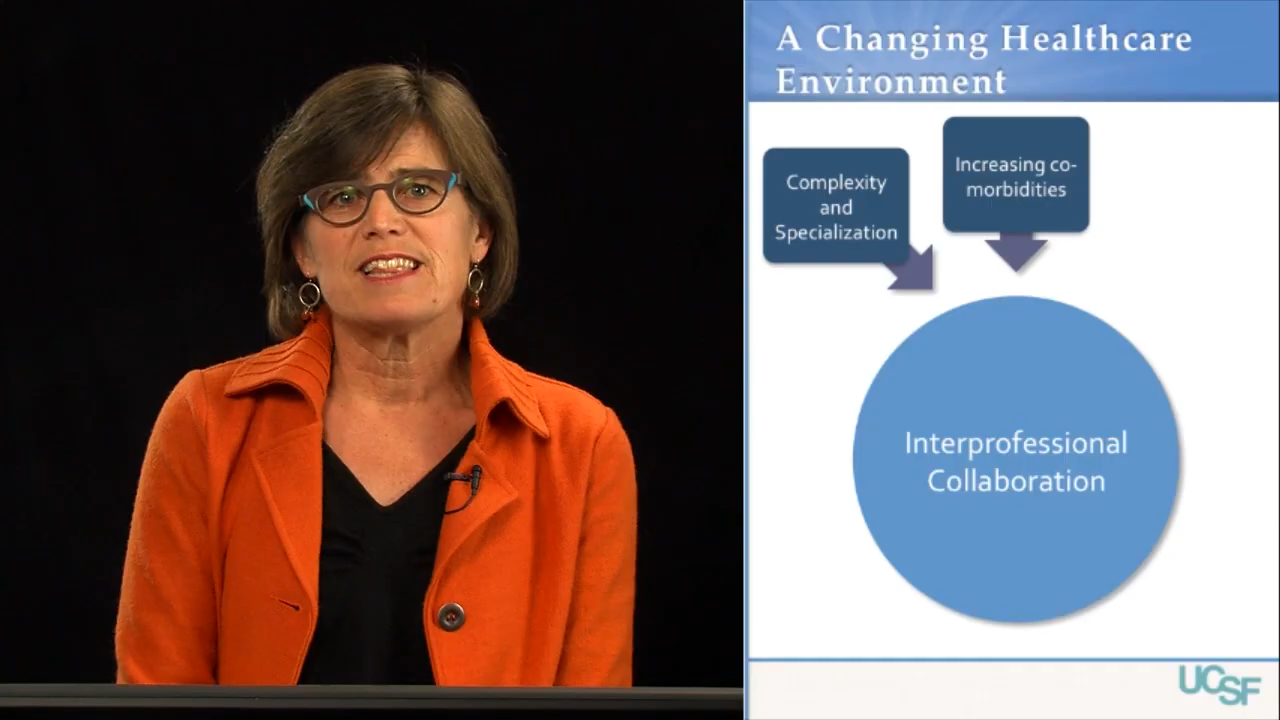 A Changing Healthcare
Environment
Complexity
and
Specialization
Increasing co-
morbidities
Interprofessional
Collaboration
UCSF